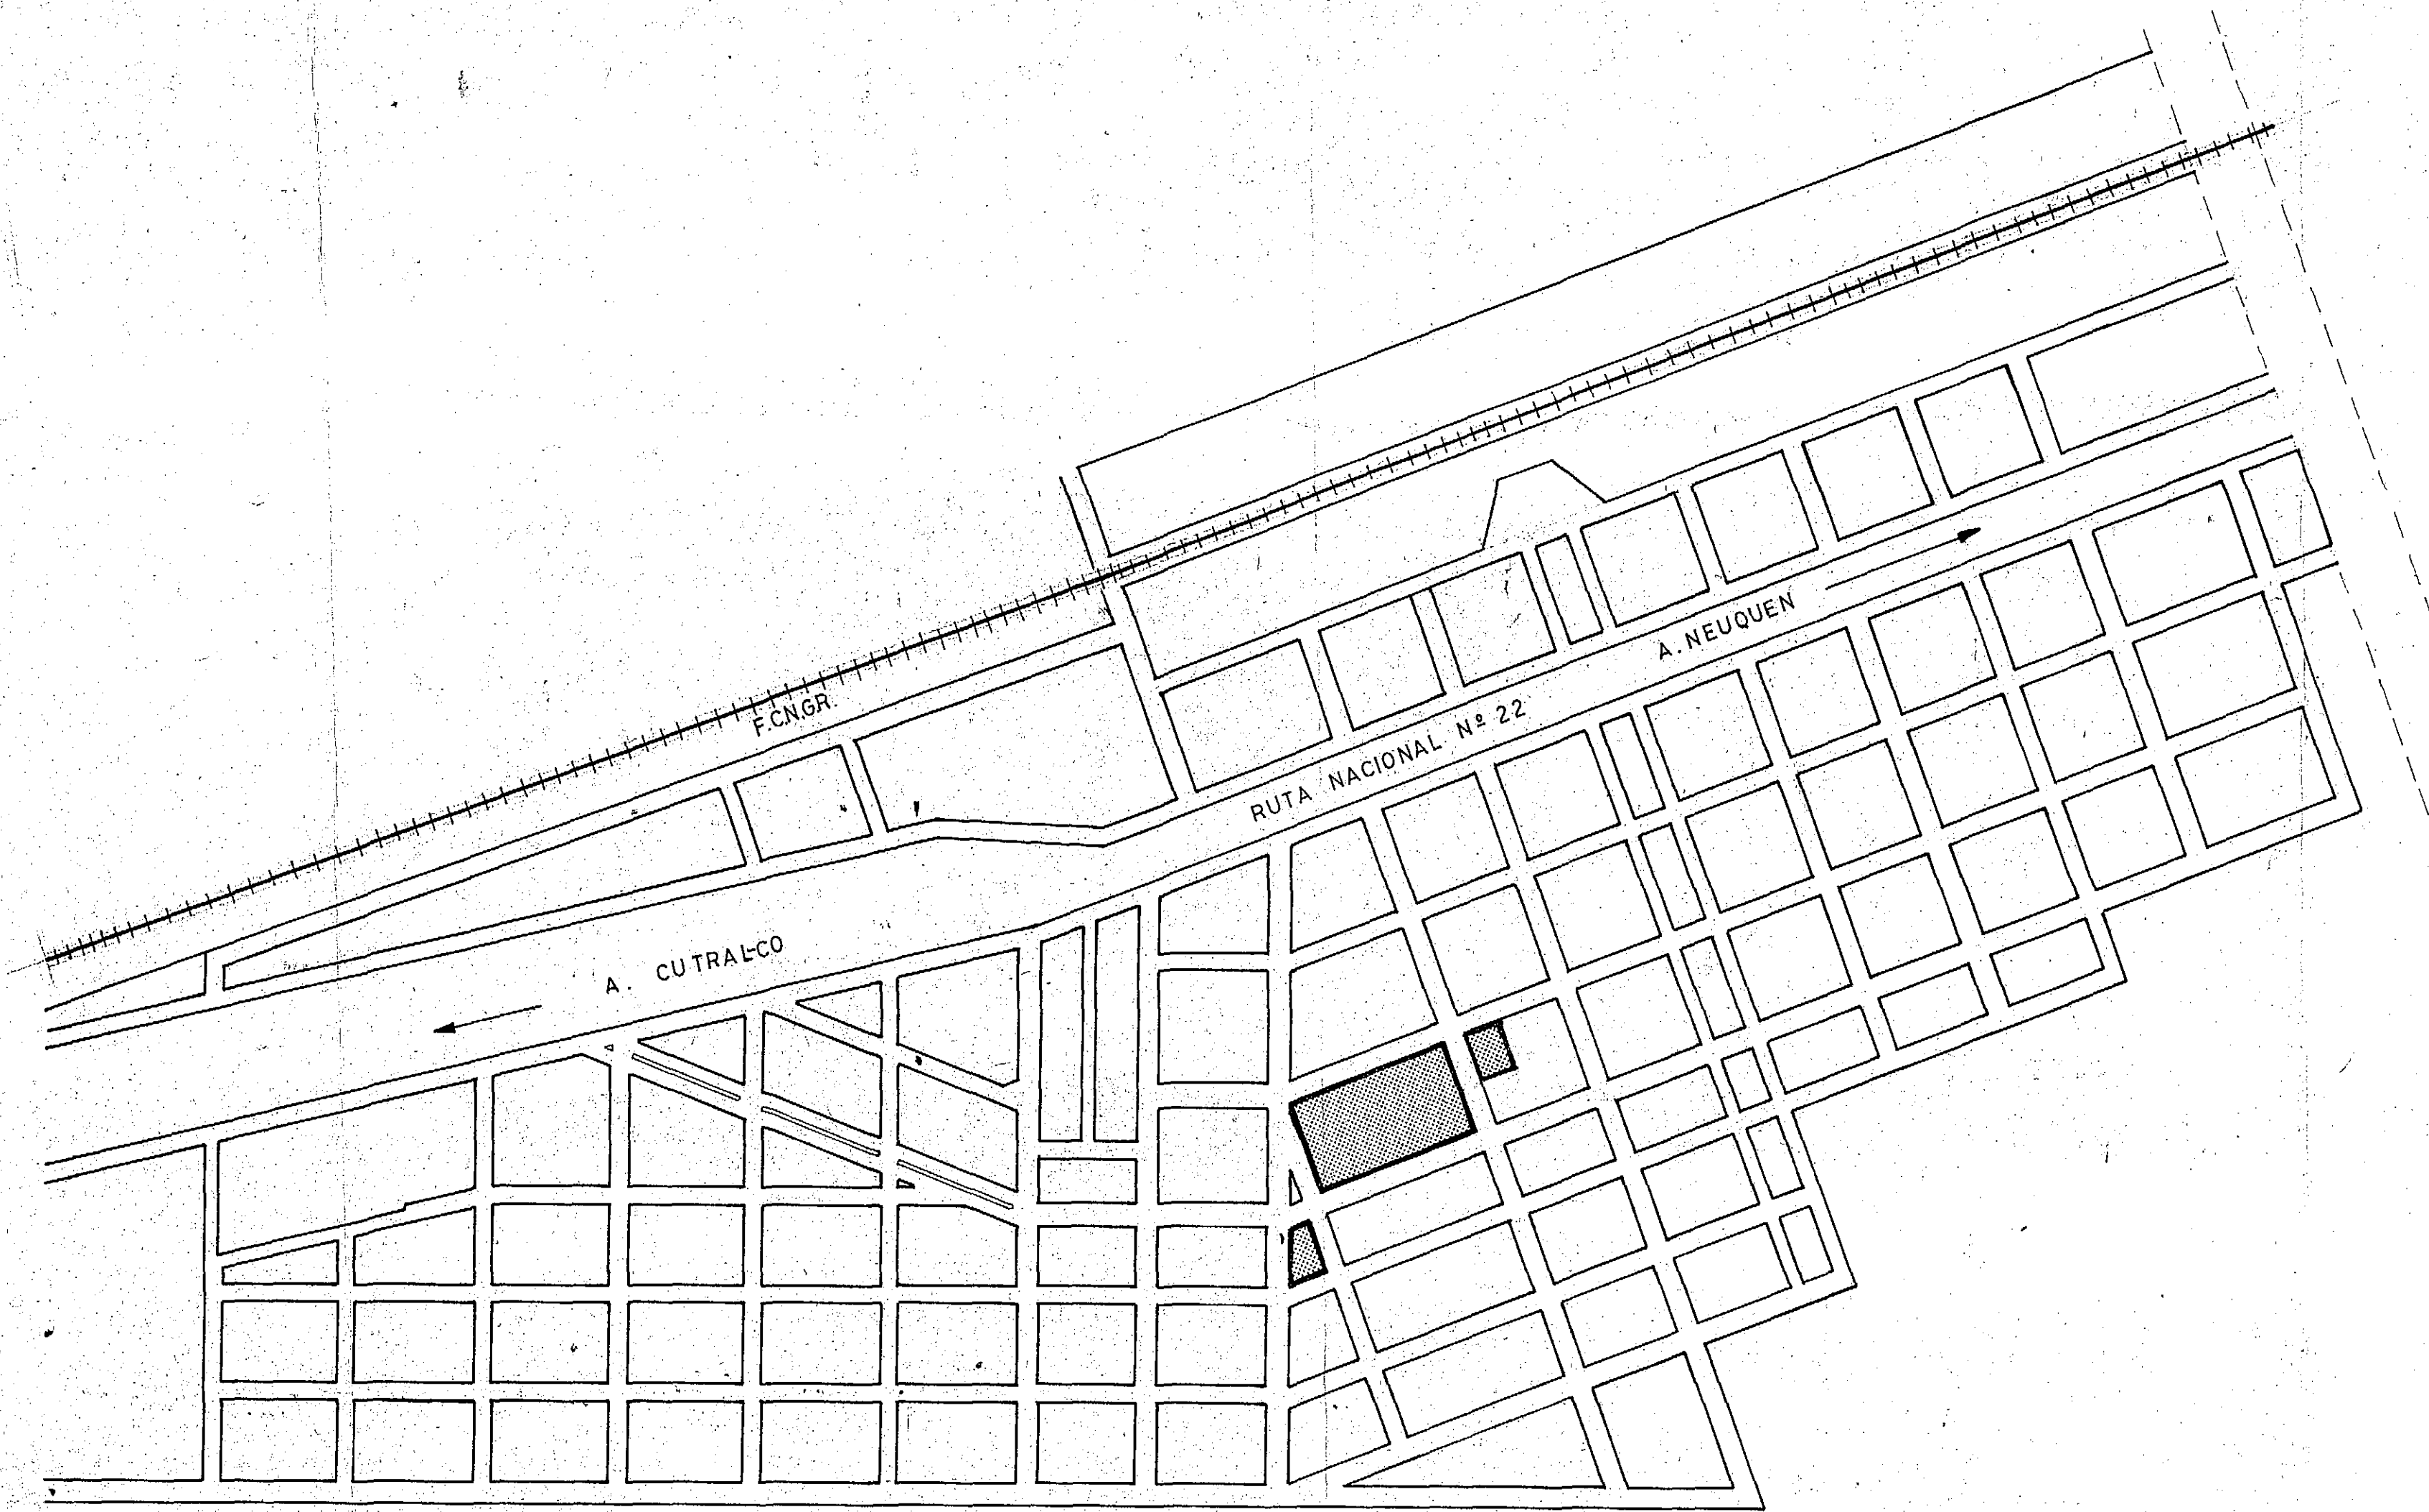 A. NEUQUEN
F.C.N.G.R.
RUTA NACIONAL Nº 22
A. CUTRAL-CO